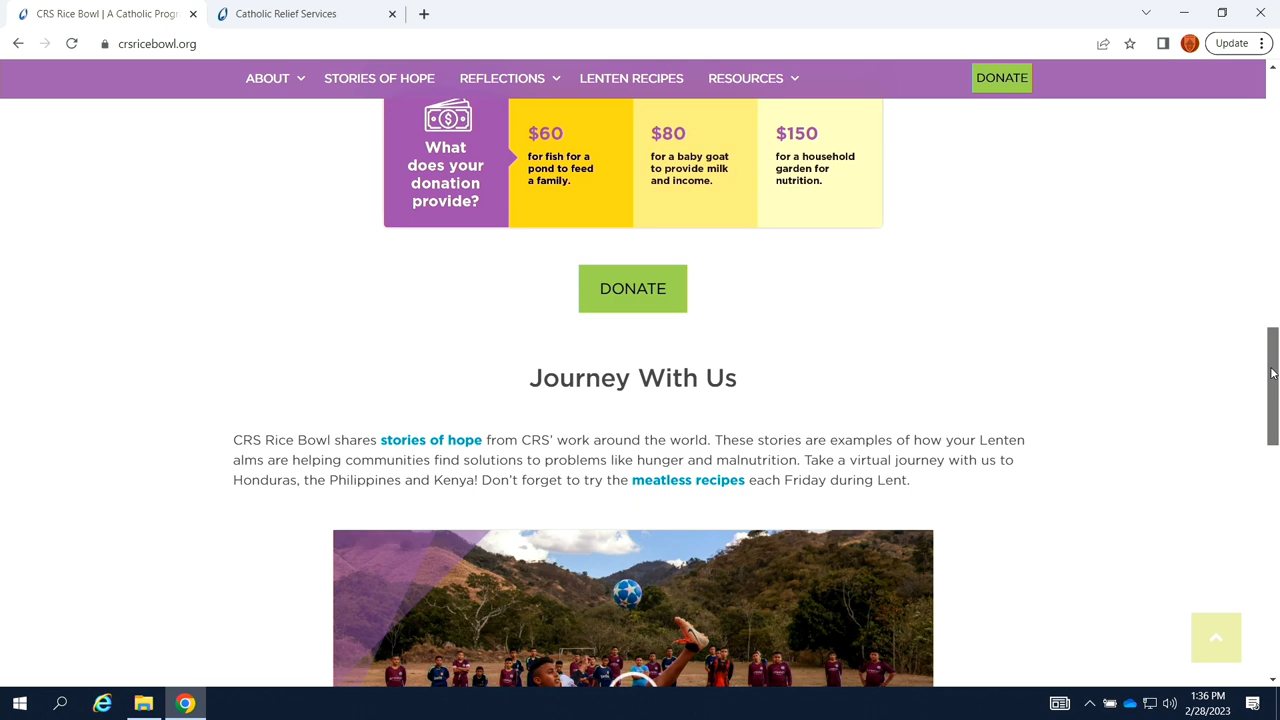 CRS Rice Bowl | A Catholic Prog
Catholic Relief Services
crsricebowl.org
Update
ABOUT
STORIES OF HOPE
REFLECTIONS
LENTEN RECIPES
RESOURCES
DONATE
What
does your
donation
provide?
$60
for fish for a
pond to feed
a family.
$80
for a baby goat
to provide milk
and income.
$150
for a household
garden for
nutrition.
DONATE
Journey With Us
CRS Rice Bowl shares stories of hope from CRS’ work around the world. These stories are examples of how your Lenten
alms are helping communities find solutions to problems like hunger and malnutrition. Take a virtual journey with us to
Honduras, the Philippines and Kenya! Don’t forget to try the meatless recipes each Friday during Lent.
1:36 PM
2/28/2023